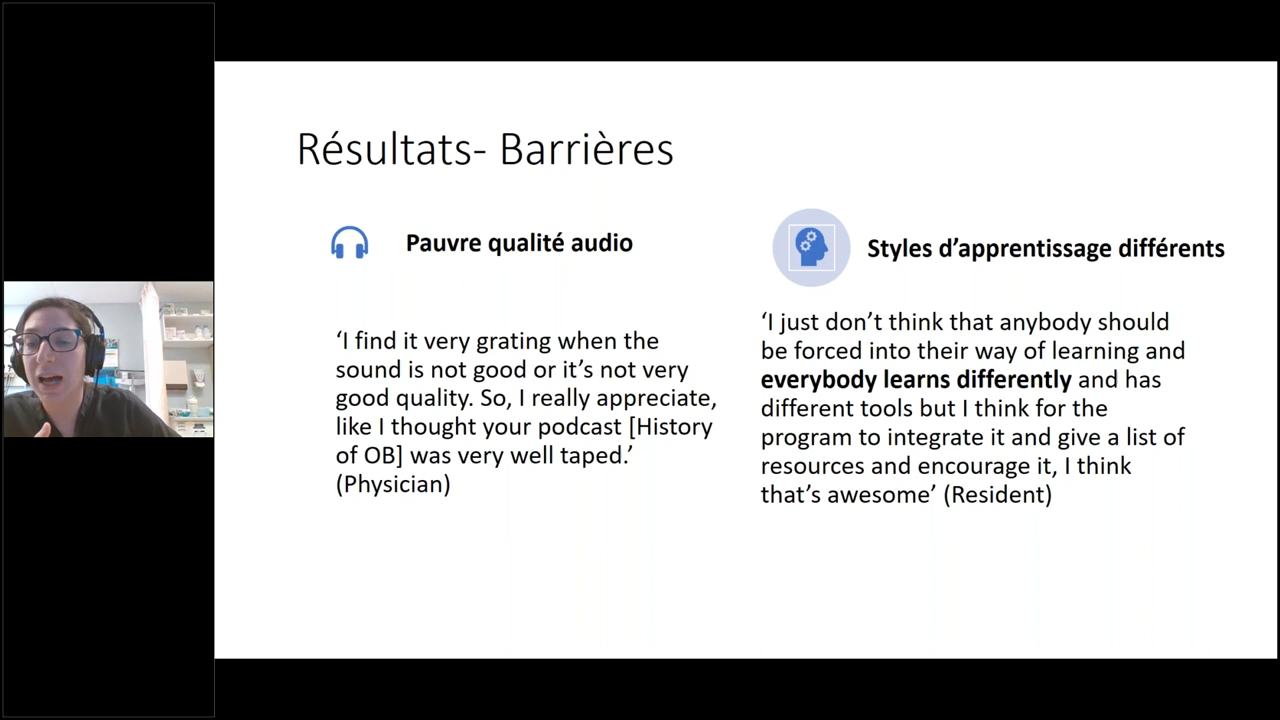 Résultats- Barrières
Pauvre qualité audio
‘I find it very grating when the
sound is not good or it’s not very
good quality. So, I really appreciate,
like I thought your podcast [History
of OB] was very well taped.’
(Physician)
Styles d’apprentissage différents
‘I just don’t think that anybody should
be forced into their way of learning and
everybody learns differently and has
different tools but I think for the
program to integrate it and give a list of
resources and encourage it, I think
that’s awesome’ (Resident)